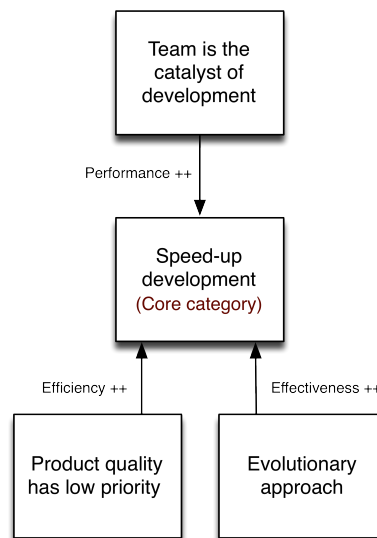 Team is the
catalyst of
development
Performance ++
Speed-up
development
(Core category)
Efficiency ++
Effectiveness ++
Product quality
has low priority
Evolutionary
approach